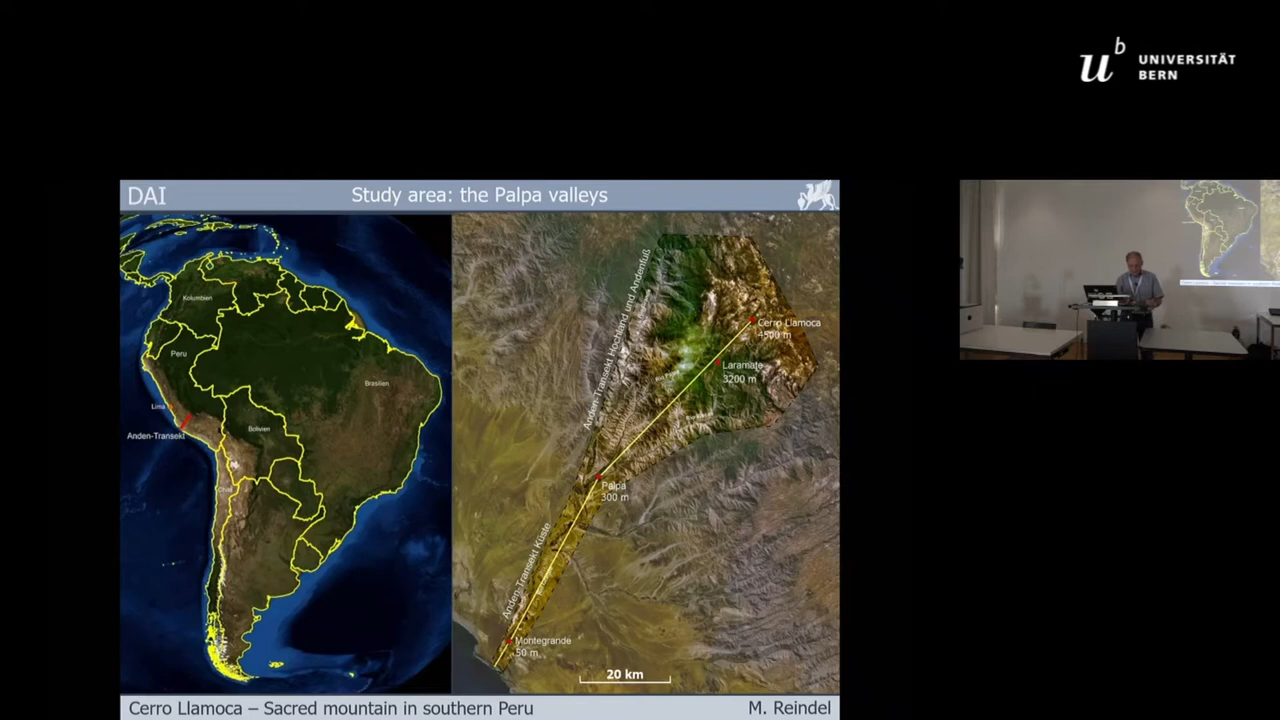 u^b
UNIVERSITÄT
BERN
DAI
Study area: the Palpa valleys
Kolumbien
Peru
Brasilien
Lima
Bolivien
Anden-Transekt
Anden-Transekt Hochland und Andenfuß
Cerro Llamoca
4500 m
Laramate
3200 m
Palpa
300 m
Anden-Transekt Küste
Montegrande
50 m
20 km
Cerro Llamoca – Sacred mountain in southern Peru
M. Reindel